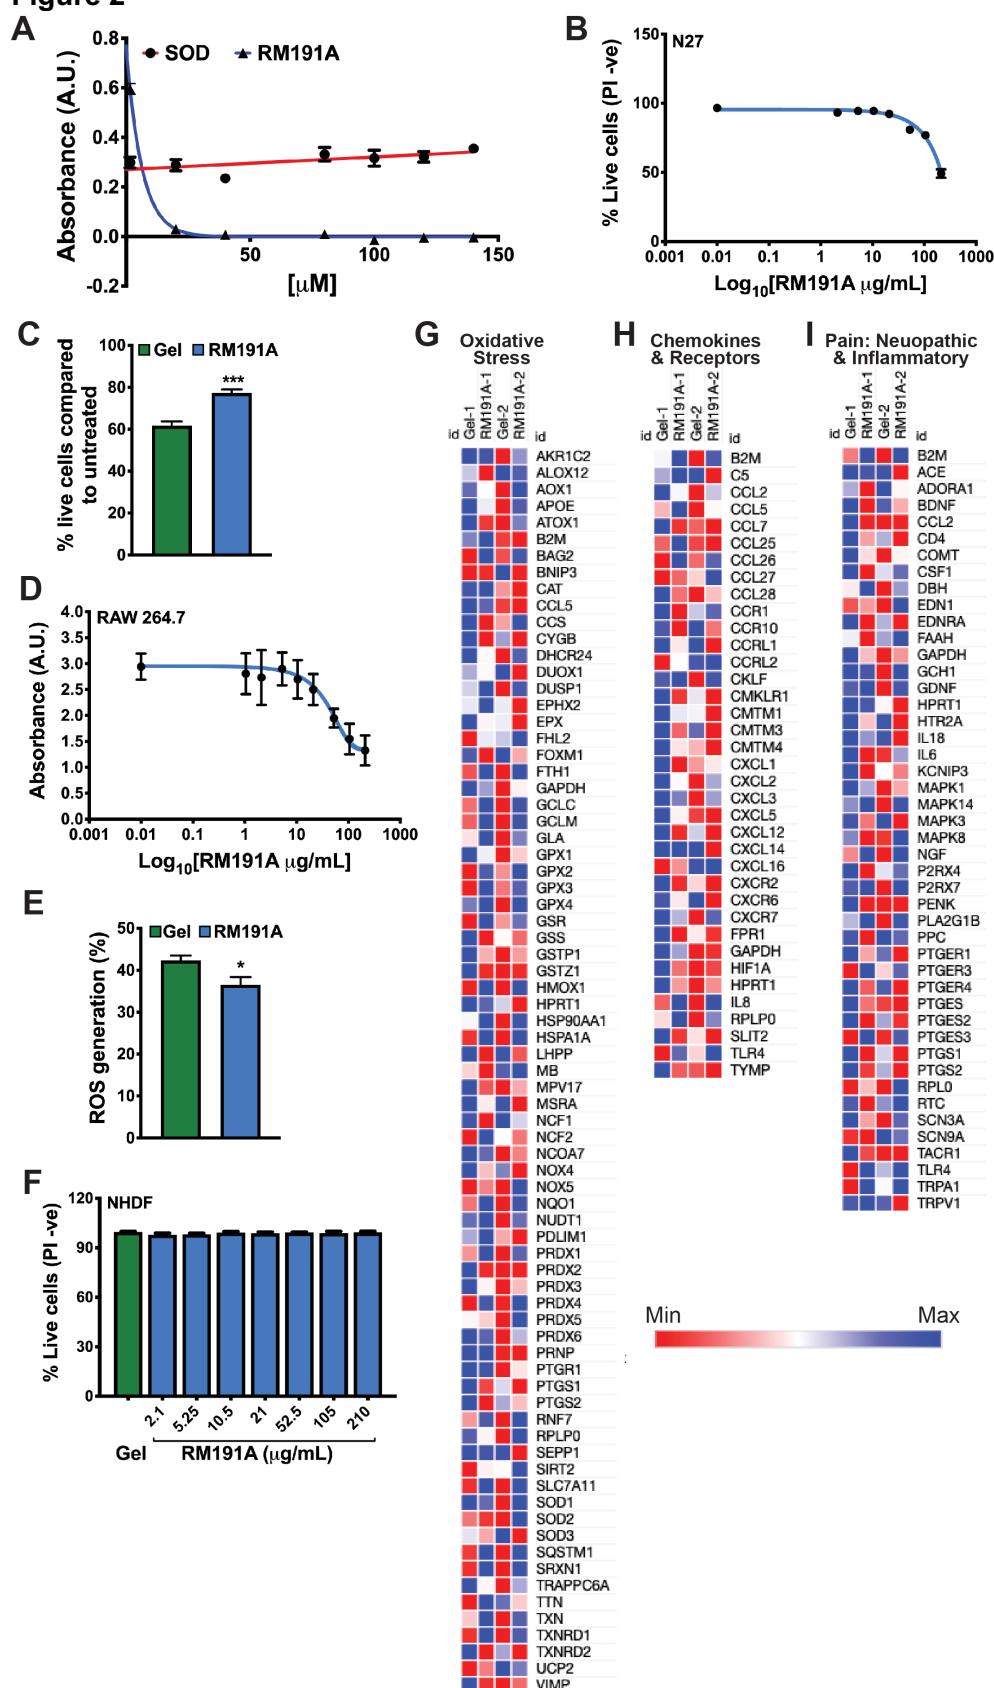 Figure 2
A
0.8
0.6
0.4
0.2
0.0
-0.2
Absorbance (A.U.)
SOD
RM191A
50
100
150
[µM]
B
150
100
50
0
% Live cells (PI -ve)
N27
0.001
0.01
0.1
1
10
100
1000
Log10[RM191A µg/mL]
C
100
80
60
40
20
0
% live cells compared
to untreated
Gel
RM191A
***
D
4.0
3.5
3.0
2.5
2.0
1.5
1.0
0.5
0.0
Absorbance (A.U.)
RAW 264.7
0.001
0.01
0.1
1
10
100
1000
Log10[RM191A µg/mL]
E
50
40
30
20
10
0
ROS generation (%)
Gel
RM191A
*
F
120
90
60
30
0
% Live cells (PI -ve)
NHDF
2.1
5.25
10.5
21
52.5
105
210
Gel
RM191A (µg/mL)
G
Oxidative
Stress
id
Gel-1
RM191A-1
Gel-2
RM191A-2
id
AKR1C2
ALOX12
AOX1
APOE
ATOX1
B2M
BAG2
BNIP3
CAT
CCL5
CCS
CYGB
DHCR24
DUOX1
DUSP1
EPHX2
EPX
FHL2
FOXM1
FTH1
GAPDH
GCLC
GCLM
GLA
GPX1
GPX2
GPX3
GPX4
GSR
GSS
GSTP1
GSTZ1
HMOX1
HPRT1
HSP90AA1
HSPA1A
LHPP
MB
MPV17
MSRA
NCF1
NCF2
NCOA7
NOX4
NOX5
NQO1
NUDT1
PDLIM1
PRDX1
PRDX2
PRDX3
PRDX4
PRDX5
PRDX6
PRNP
PTGR1
PTGS1
PTGS2
RNF7
RPLP0
SEPP1
SIRT2
SLC7A11
SOD1
SOD2
SOD3
SQSTM1
SRXN1
TRAPPC6A
TTN
TXN
TXNRD1
TXNRD2
UCP2
VIMP
H
Chemokines
& Receptors
id
Gel-1
RM191A-1
Gel-2
RM191A-2
id
B2M
C5
CCL2
CCL5
CCL7
CCL25
CCL26
CCL27
CCL28
CCR1
CCR10
CCRL1
CCRL2
CKLF
CMKLR1
CMTM1
CMTM3
CMTM4
CXCL1
CXCL2
CXCL3
CXCL5
CXCL12
CXCL14
CXCL16
CXCR2
CXCR6
CXCR7
FPR1
GAPDH
HIF1A
HPRT1
IL8
RPLP0
SLIT2
TLR4
TYMP
I
Pain: Neuopathic
& Inflammatory
id
Gel-1
RM191A-1
Gel-2
RM191A-2
id
B2M
ACE
ADORA1
BDNF
CCL2
CD4
COMT
CSF1
DBH
EDN1
EDNRA
FAAH
GAPDH
GCH1
GDNF
HPRT1
HTR2A
IL18
IL6
KCNIP3
MAPK1
MAPK14
MAPK3
MAPK8
NGF
P2RX4
P2RX7
PENK
PLA2G1B
PPC
PTGER1
PTGER3
PTGER4
PTGES
PTGES2
PTGES3
PTGS1
PTGS2
RPL0
RTC
SCN3A
SCN9A
TACR1
TLR4
TRPA1
TRPV1
Min
Max